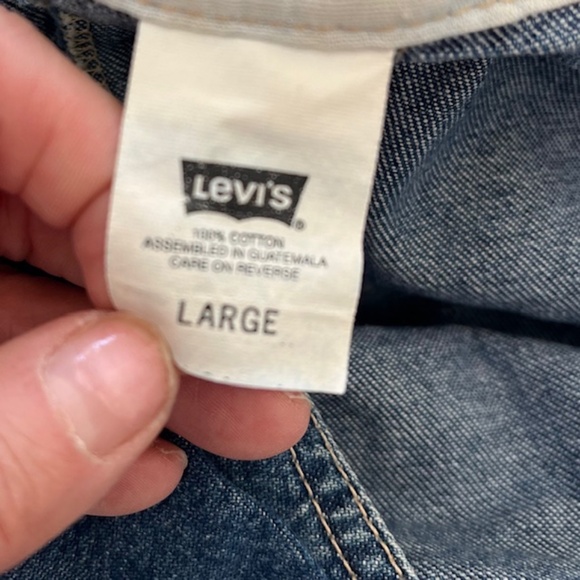 Levi's®
100% COTTON
ASSEMBLED IN GUATEMALA
CARE ON REVERSE
LARGE